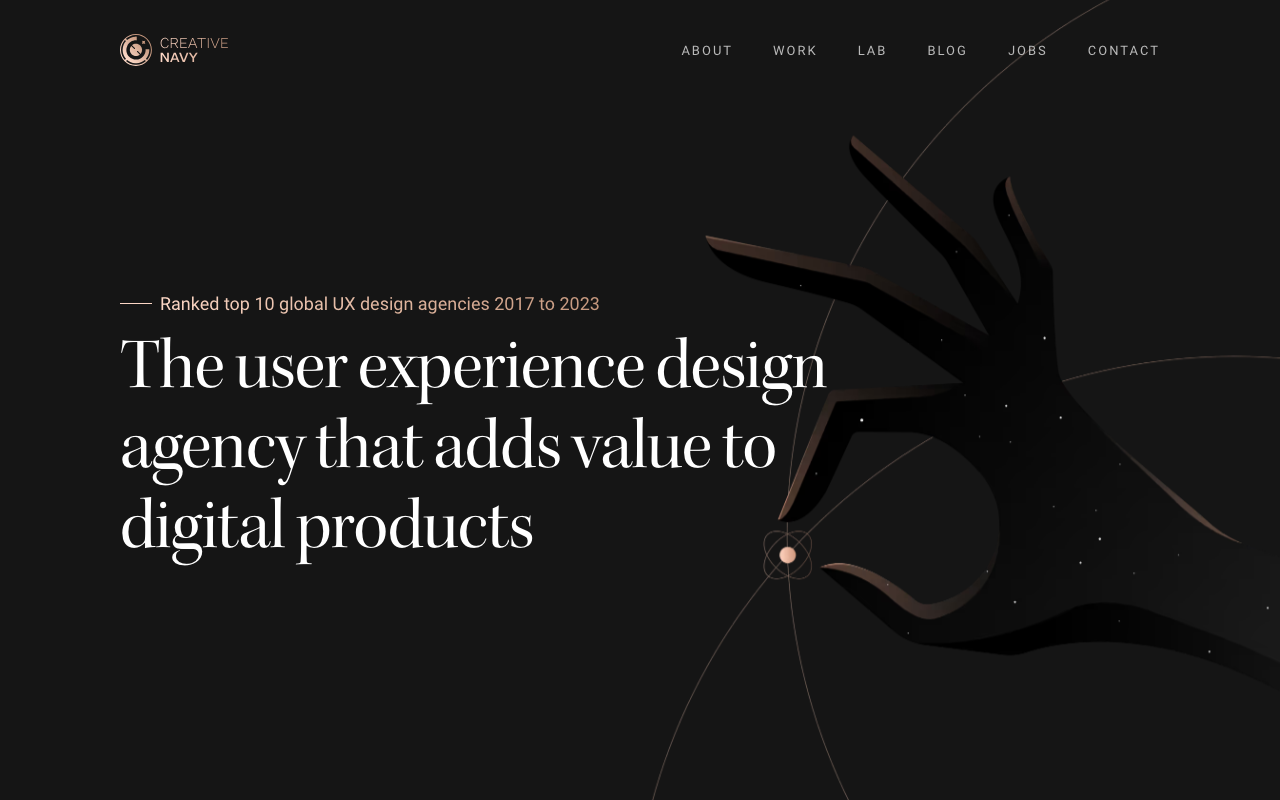 CREATIVE
NAVY
ABOUT WORK LAB BLOG JOBS CONTACT
Ranked top 10 global UX design agencies 2017 to 2023
The user experience design
agency that adds value to
digital products